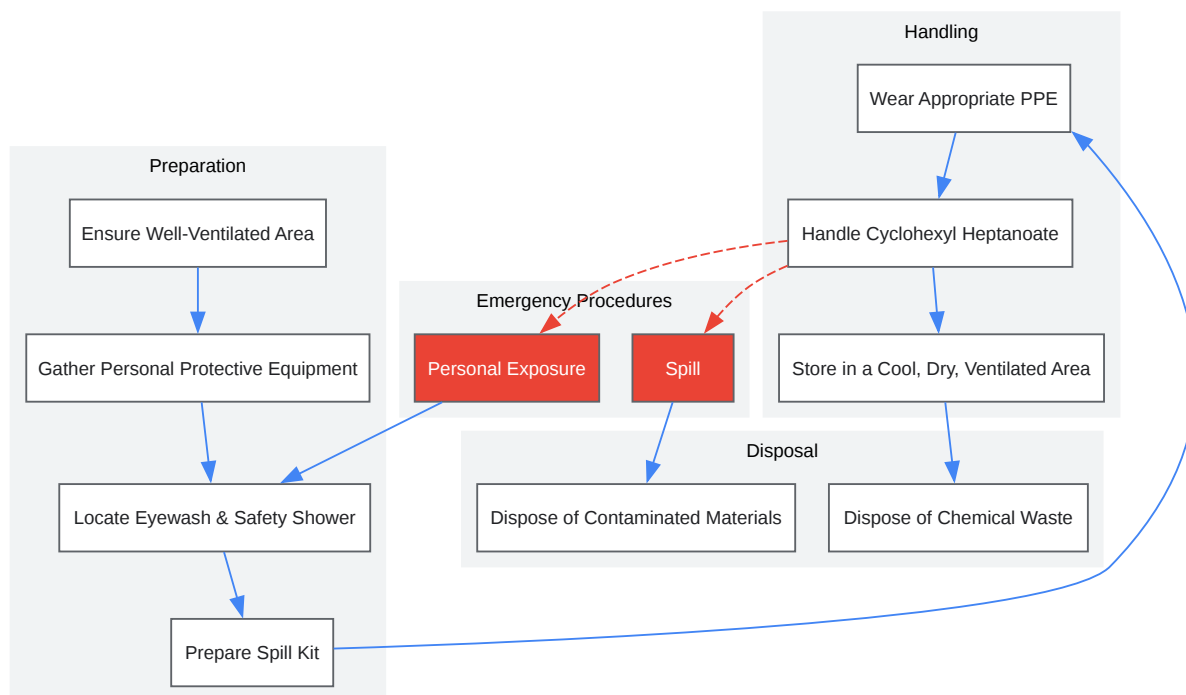 Handling
Wear Appropriate PPE
Preparation
Ensure Well-Ventilated Area
Handle Cyclohexyl Heptanoate
Emergency Procedures
Gather Personal Protective Equipment
Personal Exposure
Spill
Store in a Cool, Dry, Ventilated Area
Disposal
Locate Eyewash & Safety Shower
Dispose of Contaminated Materials
Dispose of Chemical Waste
Prepare Spill Kit